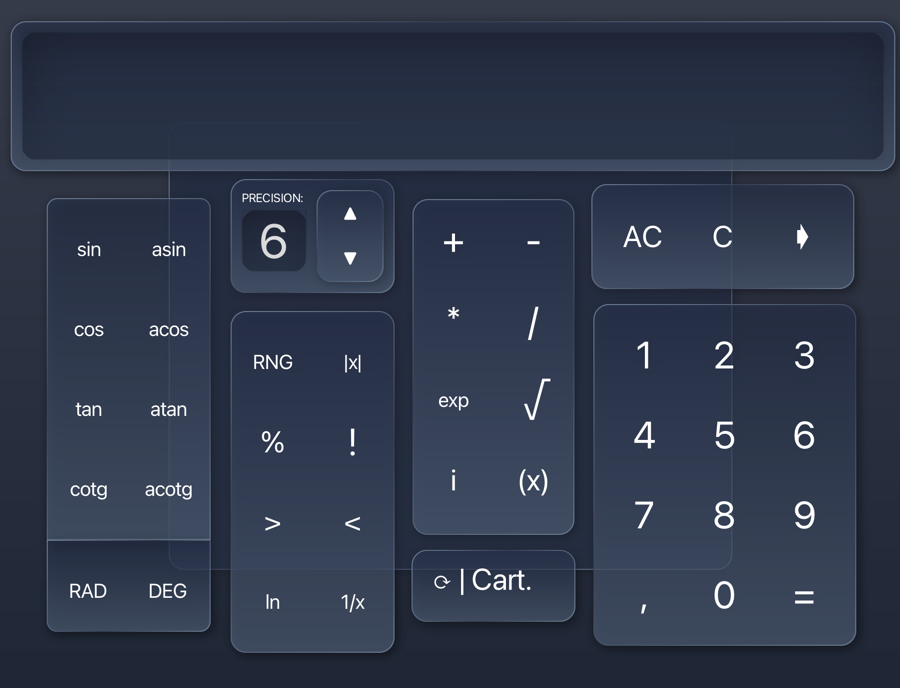 PRECISION:
6
sin asin
cos acos
tan atan
cotg acotg
RAD DEG
RNG |x|
% !
> <
ln 1/x
+ -
* /
exp √
i (x)
⟳ | Cart.
AC C
1 2 3
4 5 6
7 8 9
, 0 =